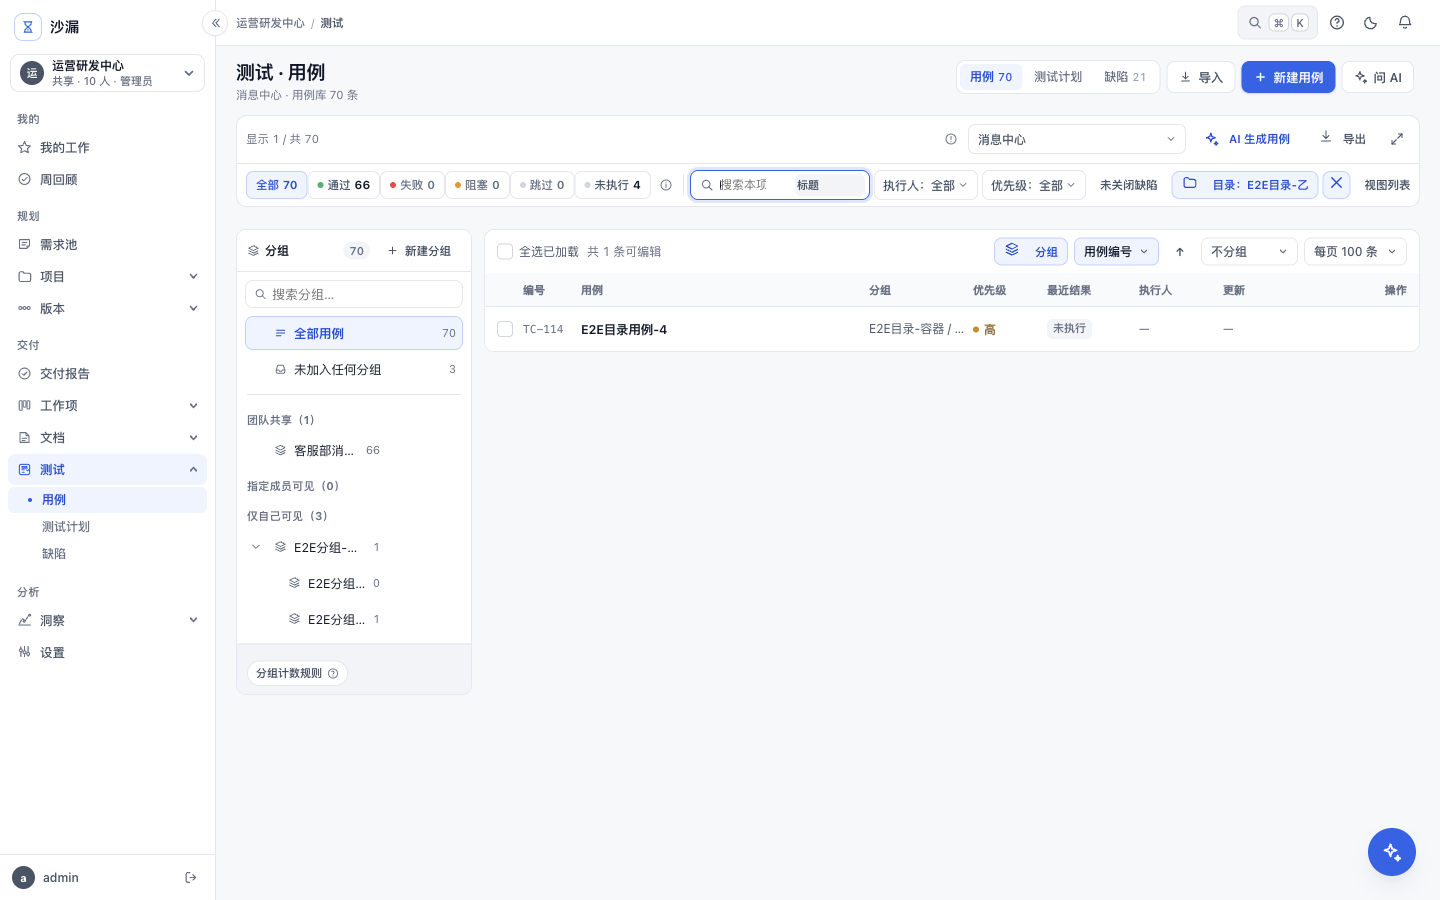 沙漏
运营研发中心 / 测试
⌘ K
运 运营研发中心
共享 · 10 人 · 管理员
我的
我的工作
周回顾
规划
需求池
项目
版本
交付
交付报告
工作项
文档
测试
用例
测试计划
缺陷
分析
洞察
设置
a admin
测试 · 用例
消息中心 · 用例库 70 条
用例 70 测试计划 缺陷 21 导入 新建用例 问 AI
显示 1 / 共 70 消息中心 AI 生成用例 导出
全部 70 通过 66 失败 0 阻塞 0 跳过 0 未执行 4 搜索本项 标题 执行人：全部 优先级：全部 未关闭缺陷 目录：E2E目录-乙 视图列表
分组 70 新建分组
搜索分组...
全部用例 70
未加入任何分组 3
团队共享 (1)
客服部消... 66
指定成员可见 (0)
仅自己可见 (3)
E2E分组-... 1
E2E分组... 0
E2E分组... 1
分组计数规则
全选已加载 共 1 条可编辑 分组 用例编号 不分组 每页 100 条
编号 用例 分组 优先级 最近结果 执行人 更新 操作
TC-114 E2E目录用例-4 E2E目录-容器 / ... 高 未执行 — —